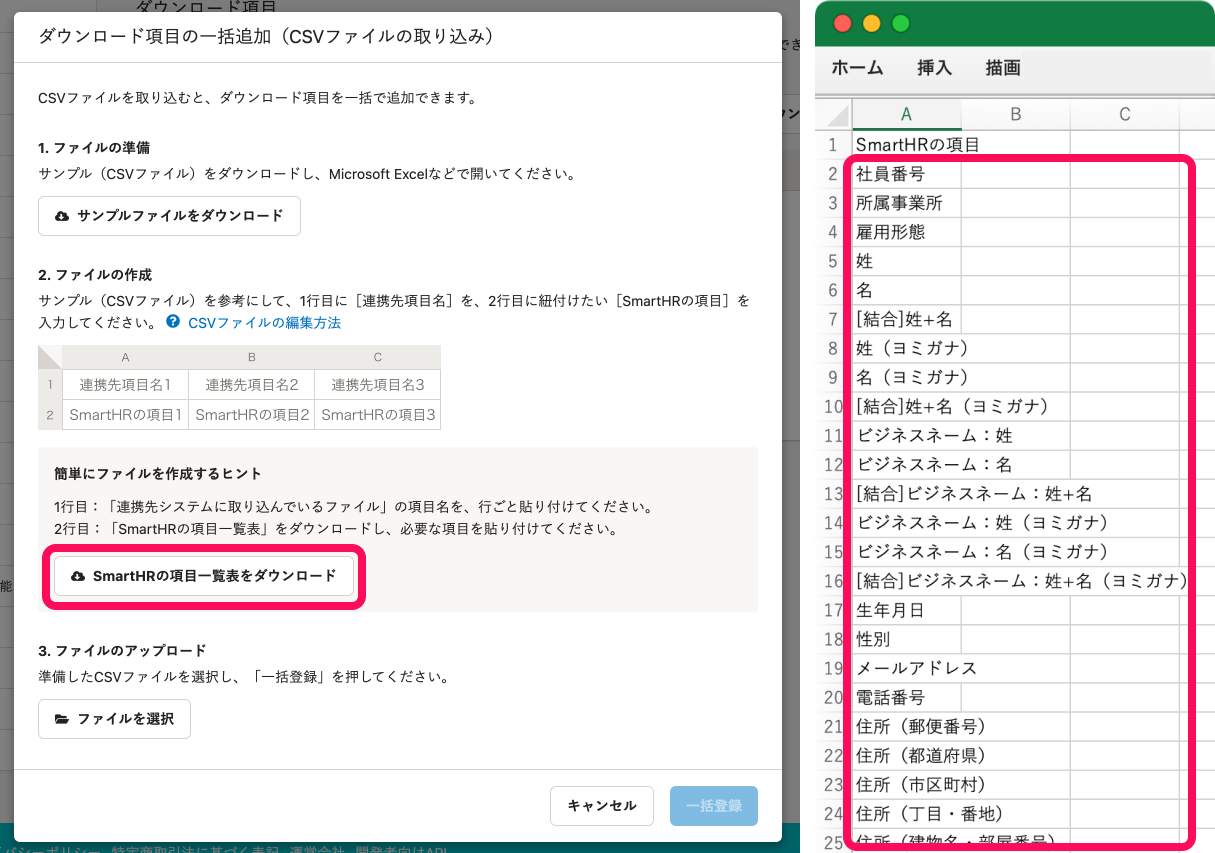 ダウンロード項目
ダウンロード項目の一括追加（CSVファイルの取り込み）
CSVファイルを取り込むと、ダウンロード項目を一括で追加できます。
1. ファイルの準備
サンプル（CSVファイル）をダウンロードし、Microsoft Excelなどで開いてください。
サンプルファイルをダウンロード
2. ファイルの作成
サンプル（CSVファイル）を参考にして、1行目に［連携先項目名］を、2行目に紐付けたい［SmartHRの項目］を
入力してください。 CSVファイルの編集方法
A B C
1 連携先項目名1 連携先項目名2 連携先項目名3
2 SmartHRの項目1 SmartHRの項目2 SmartHRの項目3
簡単にファイルを作成するヒント
1行目：「連携先システムに取り込んでいるファイル」の項目名を、行ごと貼り付けてください。
2行目：「SmartHRの項目一覧表」をダウンロードし、必要な項目を貼り付けてください。
SmartHRの項目一覧表をダウンロード
3. ファイルのアップロード
準備したCSVファイルを選択し、「一括登録」を押してください。
ファイルを選択
キャンセル 一括登録
ホーム 挿入 描画
A B C
1 SmartHRの項目
2 社員番号
3 所属事業所
4 雇用形態
5 姓
6 名
7 [結合]姓+名
8 姓（ヨミガナ）
9 名（ヨミガナ）
10 [結合]姓+名（ヨミガナ）
11 ビジネスネーム：姓
12 ビジネスネーム：名
13 [結合]ビジネスネーム：姓+名
14 ビジネスネーム：姓（ヨミガナ）
15 ビジネスネーム：名（ヨミガナ）
16 [結合]ビジネスネーム：姓+名（ヨミガナ）
17 生年月日
18 性別
19 メールアドレス
20 電話番号
21 住所（郵便番号）
22 住所（都道府県）
23 住所（市区町村）
24 住所（丁目・番地）
25 住所（建物名・部屋番号）